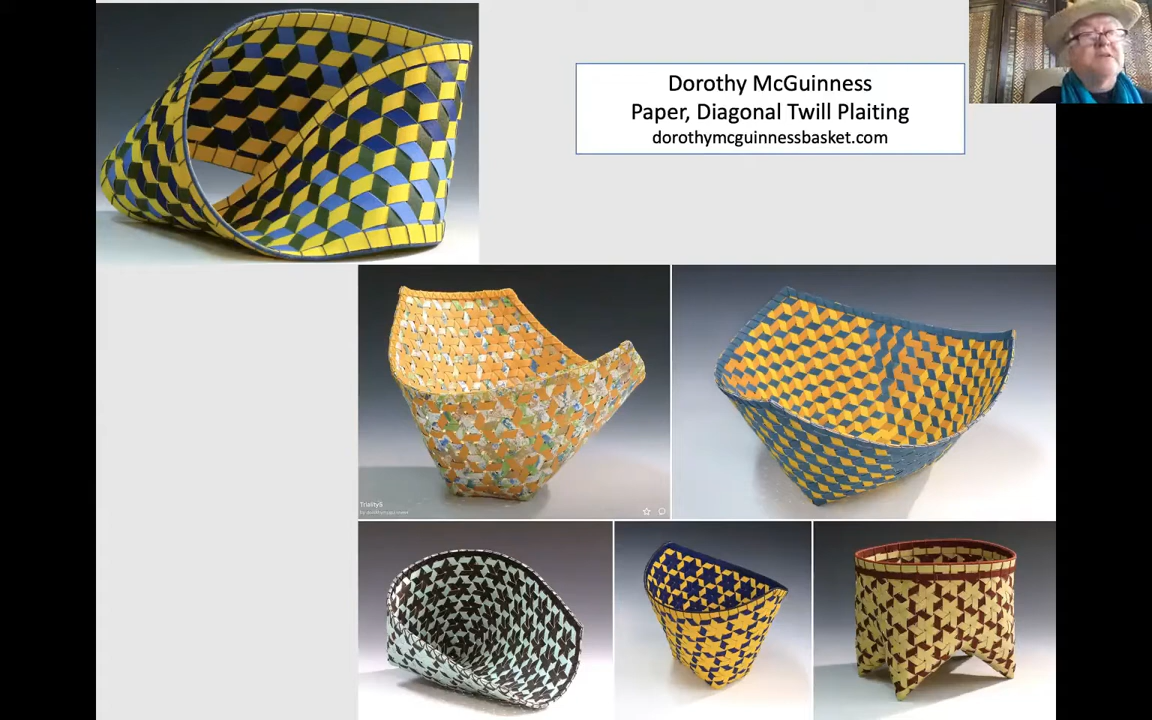 Dorothy McGuinness
Paper, Diagonal Twill Plaiting
dorothymcguinnessbasket.com